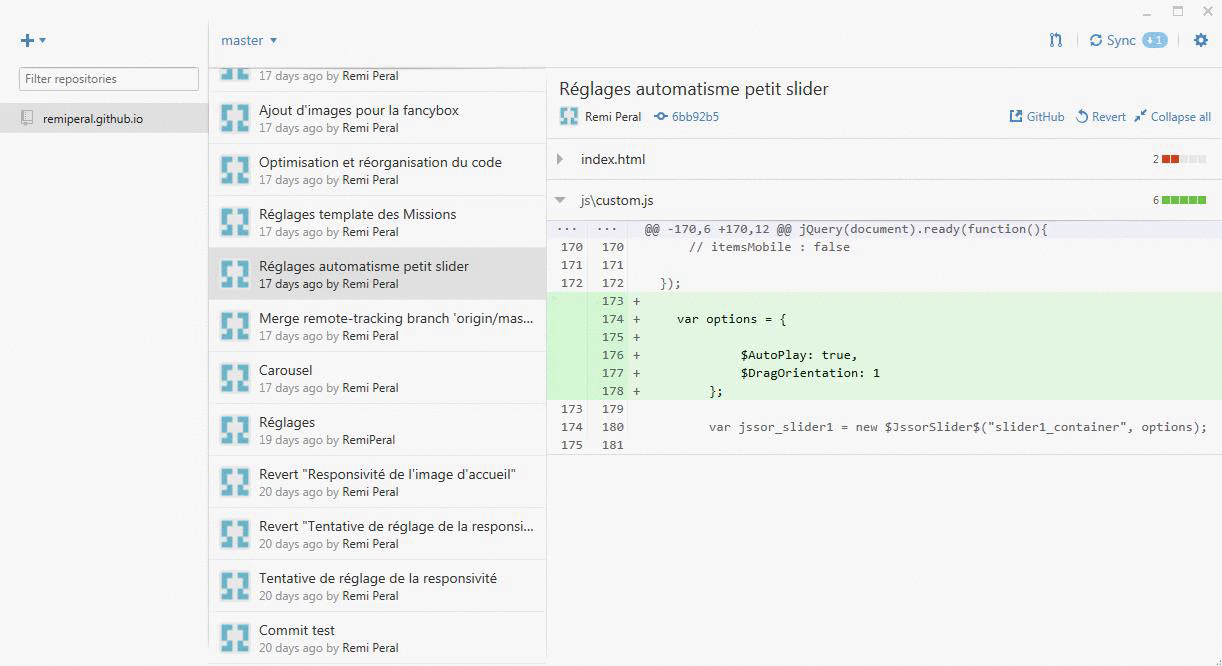 master
Sync +1
Filter repositories
remiperal.github.io
17 days ago by Remi Peral
Ajout d'images pour la fancybox
17 days ago by Remi Peral
Optimisation et réorganisation du code
17 days ago by Remi Peral
Réglages template des Missions
17 days ago by Remi Peral
Réglages automatisme petit slider
17 days ago by Remi Peral
Merge remote-tracking branch 'origin/mas...
17 days ago by Remi Peral
Carousel
17 days ago by Remi Peral
Réglages
19 days ago by RemiPeral
Revert "Responsivité de l'image d'accueil"
20 days ago by Remi Peral
Revert "Tentative de réglage de la responsi...
20 days ago by Remi Peral
Tentative de réglage de la responsivité
20 days ago by Remi Peral
Commit test
20 days ago by Remi Peral
Réglages automatisme petit slider
Remi Peral 6bb92b5 GitHub Revert Collapse all
index.html 2
js\custom.js 6
... ... @@ -170,6 +170,12 @@ jQuery(document).ready(function(){
170 170 // itemsMobile : false
171 171
172 172 });
173 +
174 + var options = {
175 +
176 + $AutoPlay: true,
177 + $DragOrientation: 1
178 + };
173 179
174 180 var jssor_slider1 = new $JssorSlider$("slider1_container", options);
175 181